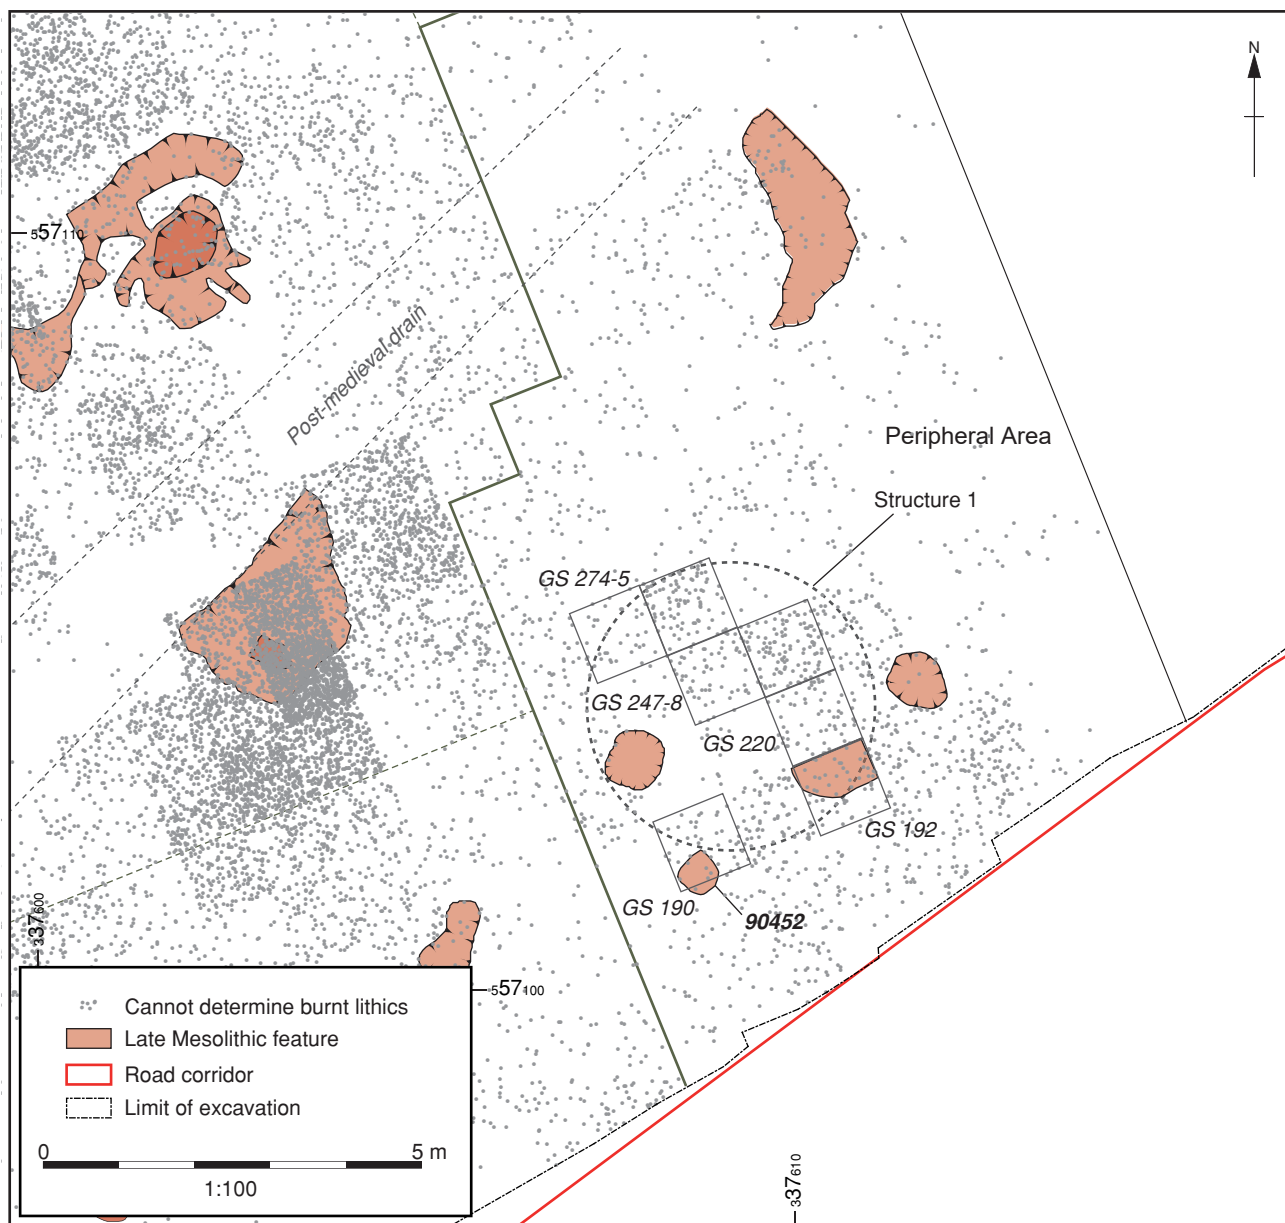 N
557110
Post-medieval drain
Peripheral Area
Structure 1
GS 274-5
GS 247-8
GS 220
GS 192
GS 190
90452
337600
557100
Cannot determine burnt lithics
Late Mesolithic feature
Road corridor
Limit of excavation
0 5 m
1:100
337610